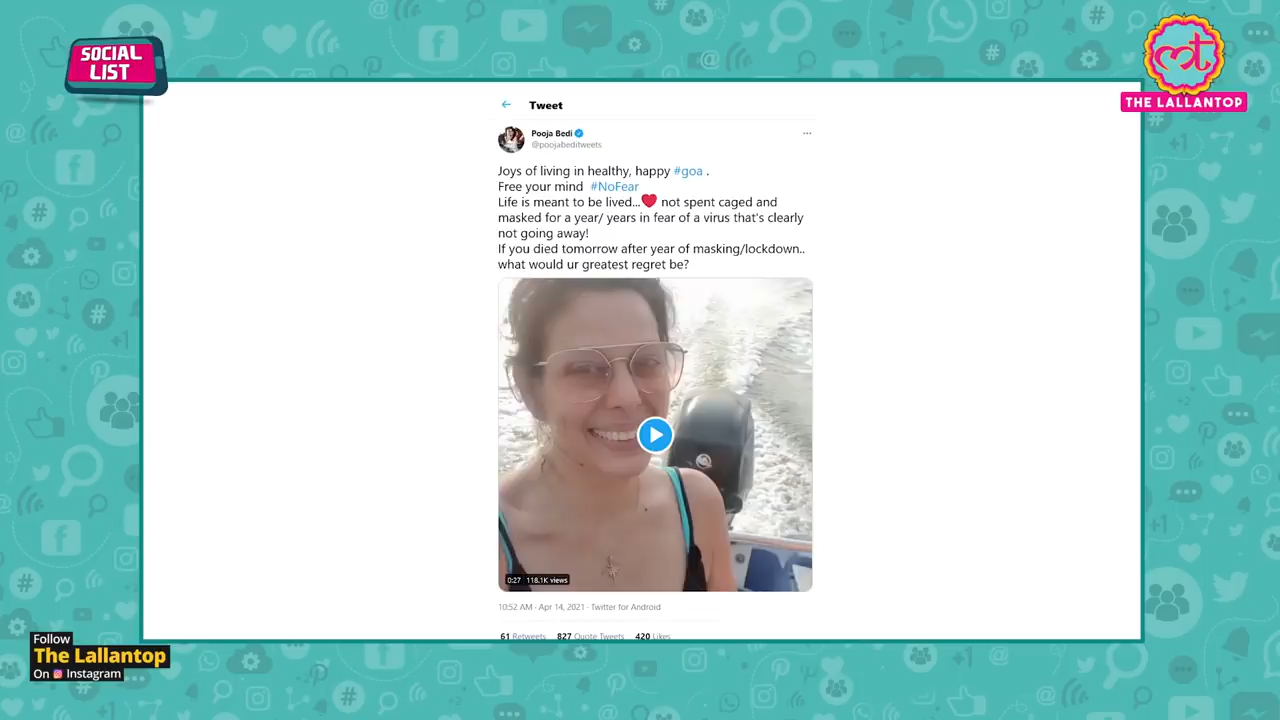 SOCIAL
LIST
मत
THE LALLANTOP
Tweet
Pooja Bedi
@poojabeditweets
Joys of living in healthy, happy #goa .
Free your mind #NoFear
Life is meant to be lived...❤ not spent caged and
masked for a year/ years in fear of a virus that's clearly
not going away!
If you died tomorrow after year of masking/lockdown..
what would ur greatest regret be?
0:27 118.1K views
10:52 AM · Apr 14, 2021 · Twitter for Android
61 Retweets 827 Quote Tweets 420 Likes
Follow
The Lallantop
On Instagram